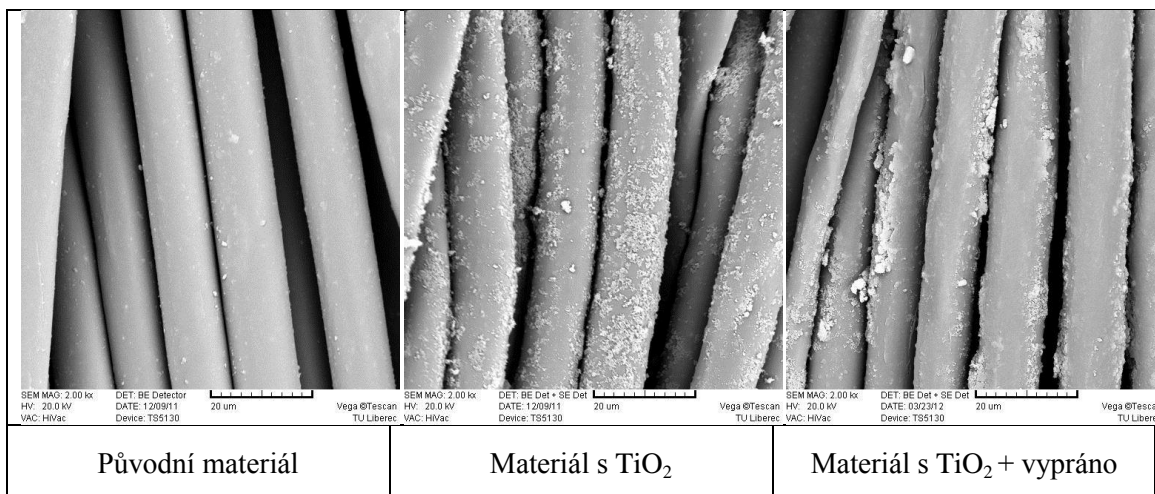 SEM MAG: 2.00 kx DET: BE Detector
HV: 20.0 kV DATE: 12/09/11 20 um Vega ©Tescan
VAC: HiVac Device: TS5130 TU Liberec
SEM MAG: 2.00 kx DET: BE Det + SE Det
HV: 20.0 kV DATE: 12/09/11 20 um Vega ©Tescan
VAC: HiVac Device: TS5130 TU Liberec
SEM MAG: 2.00 kx DET: BE Det + SE Det
HV: 20.0 kV DATE: 03/23/12 20 um Vega ©Tescan
VAC: HiVac Device: TS5130 TU Liberec
Původní materiál
Materiál s TiO₂
Materiál s TiO₂ + vypráno